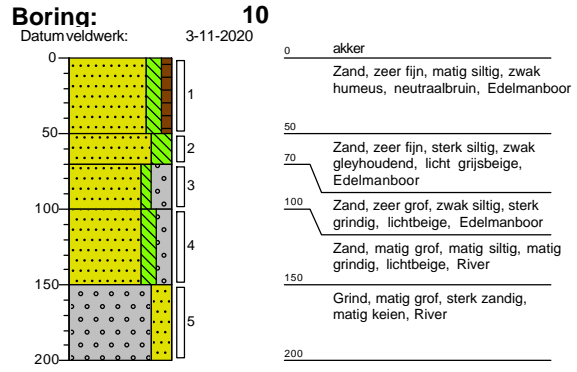 Boring: 10
Datum veldwerk: 3-11-2020
0
50
100
150
200
1
2
3
4
5
0 akker
Zand, zeer fijn, matig siltig, zwak
humeus, neutraalbruin, Edelmanboor
50
Zand, zeer fijn, sterk siltig, zwak
gleyhoudend, licht grijsbeige,
Edelmanboor
70
Zand, zeer grof, zwak siltig, sterk
grindig, lichtbeige, Edelmanboor
100
Zand, matig grof, matig siltig, matig
grindig, lichtbeige, River
150
Grind, matig grof, sterk zandig,
matig keien, River
200